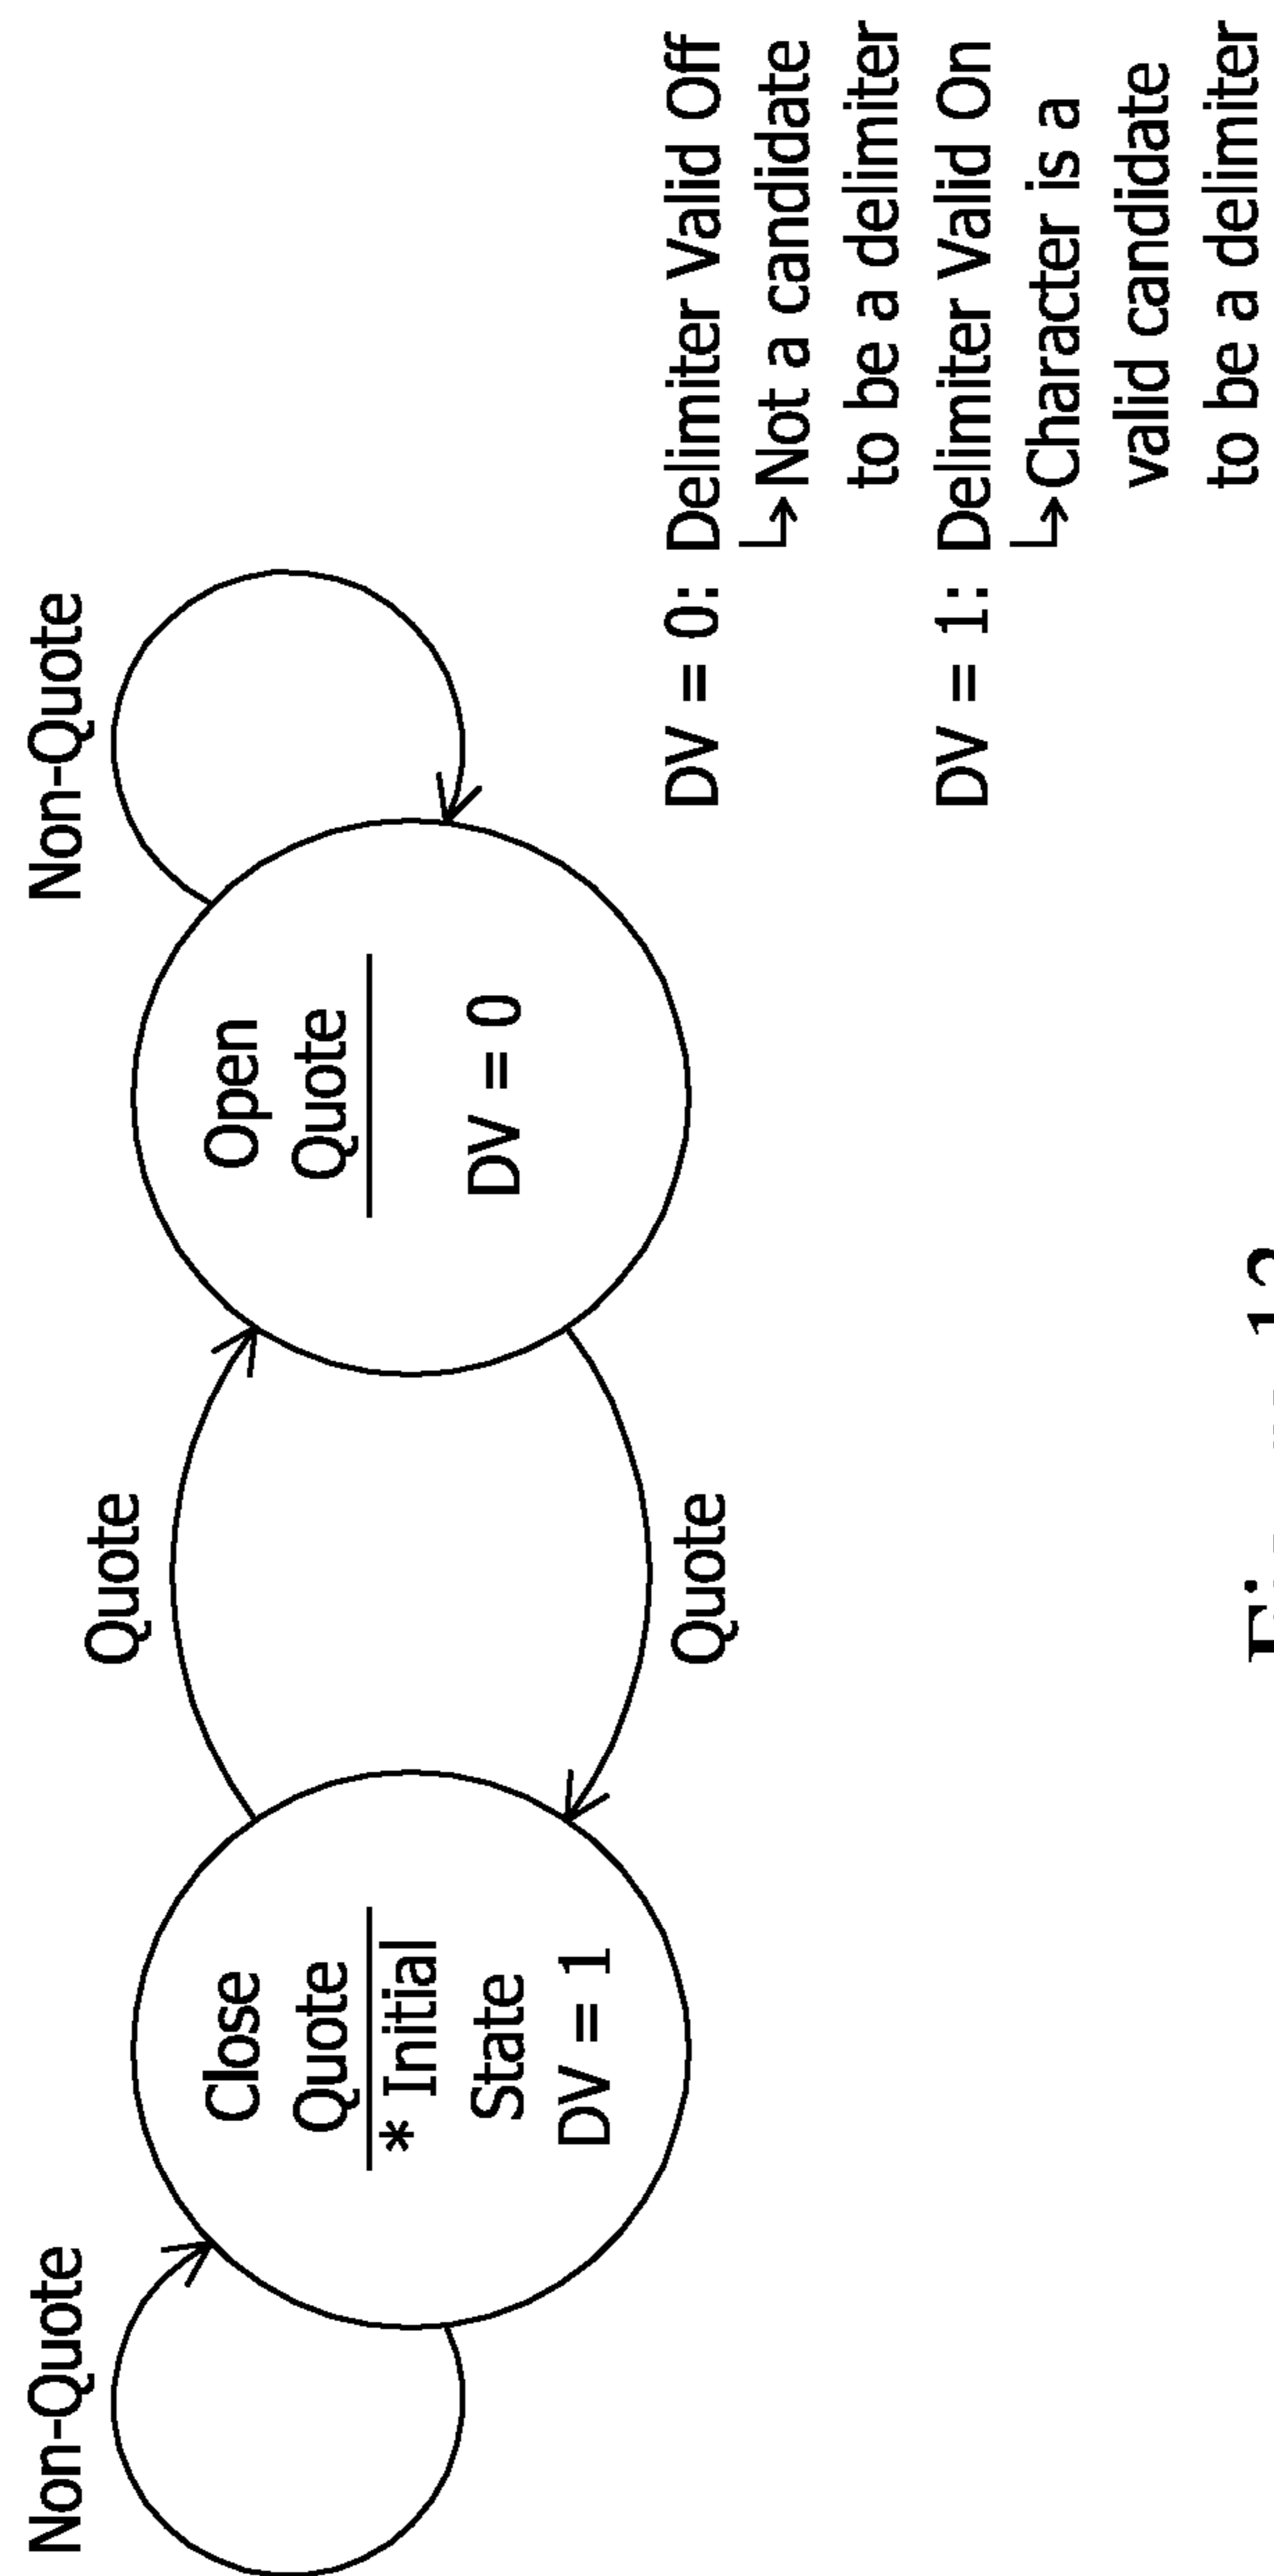 Non-Quote
Quote
Non-Quote
Close
Quote
* Initial
State
DV = 1
Open
Quote
DV = 0
Quote
DV = 0: Delimiter Valid Off
↳Not a candidate
to be a delimiter
DV = 1: Delimiter Valid On
↳Character is a
valid candidate
to be a delimiter